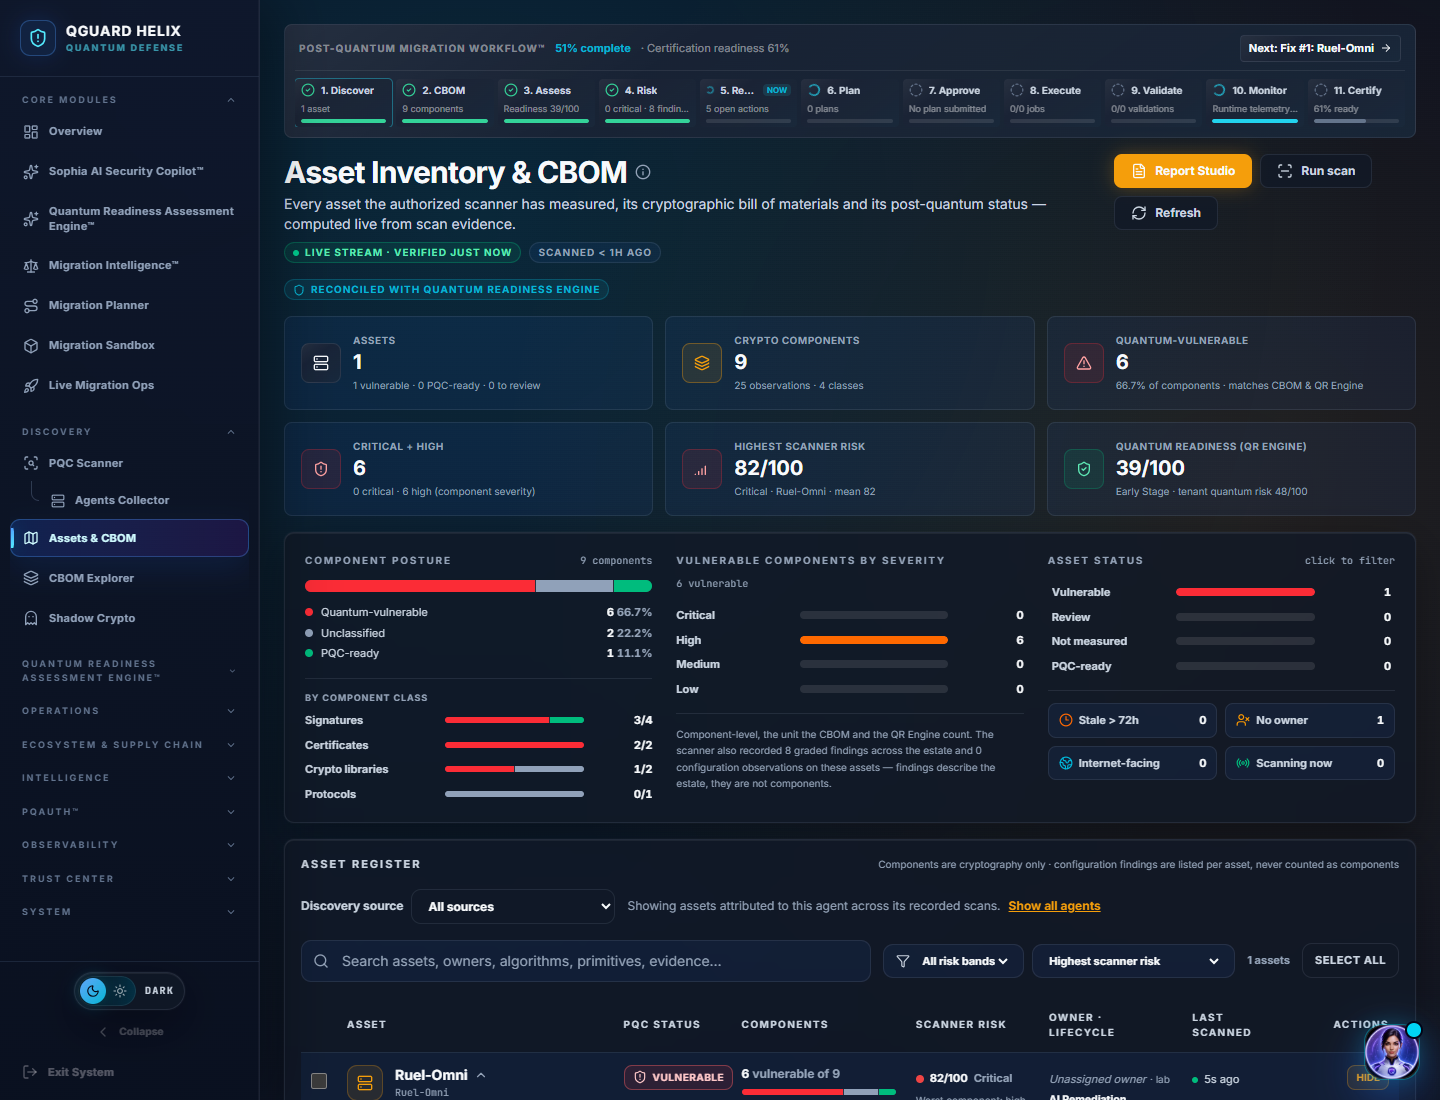 QGUARD HELIX
QUANTUM DEFENSE
CORE MODULES
Overview
Sophia AI Security Copilot™
Quantum Readiness Assessment
Engine™
Migration Intelligence™
Migration Planner
Migration Sandbox
Live Migration Ops
DISCOVERY
PQC Scanner
Agents Collector
Assets & CBOM
CBOM Explorer
Shadow Crypto
QUANTUM READINESS
ASSESSMENT ENGINE™
OPERATIONS
ECOSYSTEM & SUPPLY CHAIN
INTELLIGENCE
PQAUTH™
OBSERVABILITY
TRUST CENTER
SYSTEM
DARK
Collapse
Exit System
POST-QUANTUM MIGRATION WORKFLOW™ 51% complete · Certification readiness 61%
Next: Fix #1: Ruel-Omni →
1. Discover
1 asset
2. CBOM
9 components
3. Assess
Readiness 39/100
4. Risk
0 critical · 8 findin...
5. Re... NOW
5 open actions
6. Plan
0 plans
7. Approve
No plan submitted
8. Execute
0/0 jobs
9. Validate
0/0 validations
10. Monitor
Runtime telemetry...
11. Certify
61% ready
Asset Inventory & CBOM
Every asset the authorized scanner has measured, its cryptographic bill of materials and its post-quantum status —
computed live from scan evidence.
Report Studio
Run scan
Refresh
LIVE STREAM · VERIFIED JUST NOW
SCANNED < 1H AGO
RECONCILED WITH QUANTUM READINESS ENGINE
ASSETS
1
1 vulnerable · 0 PQC-ready · 0 to review
CRYPTO COMPONENTS
9
25 observations · 4 classes
QUANTUM-VULNERABLE
6
66.7% of components · matches CBOM & QR Engine
CRITICAL + HIGH
6
0 critical · 6 high (component severity)
HIGHEST SCANNER RISK
82/100
Critical · Ruel-Omni · mean 82
QUANTUM READINESS (QR ENGINE)
39/100
Early Stage · tenant quantum risk 48/100
COMPONENT POSTURE 9 components
Quantum-vulnerable 6 66.7%
Unclassified 2 22.2%
PQC-ready 1 11.1%
BY COMPONENT CLASS
Signatures 3/4
Certificates 2/2
Crypto libraries 1/2
Protocols 0/1
VULNERABLE COMPONENTS BY SEVERITY
6 vulnerable
Critical 0
High 6
Medium 0
Low 0
Component-level, the unit the CBOM and the QR Engine count. The
scanner also recorded 8 graded findings across the estate and 0
configuration observations on these assets — findings describe the
estate, they are not components.
ASSET STATUS click to filter
Vulnerable 1
Review 0
Not measured 0
PQC-ready 0
Stale > 72h 0
No owner 1
Internet-facing 0
Scanning now 0
ASSET REGISTER
Components are cryptography only · configuration findings are listed per asset, never counted as components
Discovery source All sources Showing assets attributed to this agent across its recorded scans. Show all agents
Search assets, owners, algorithms, primitives, evidence...
All risk bands
Highest scanner risk
1 assets
SELECT ALL
ASSET PQC STATUS COMPONENTS SCANNER RISK OWNER ·
LIFECYCLE
LAST
SCANNED
ACTIONS
Ruel-Omni
Ruel-Omni
VULNERABLE
6 vulnerable of 9
82/100 Critical
Worst component: high
Unassigned owner · lab
AI Remediation
5s ago
HIDE